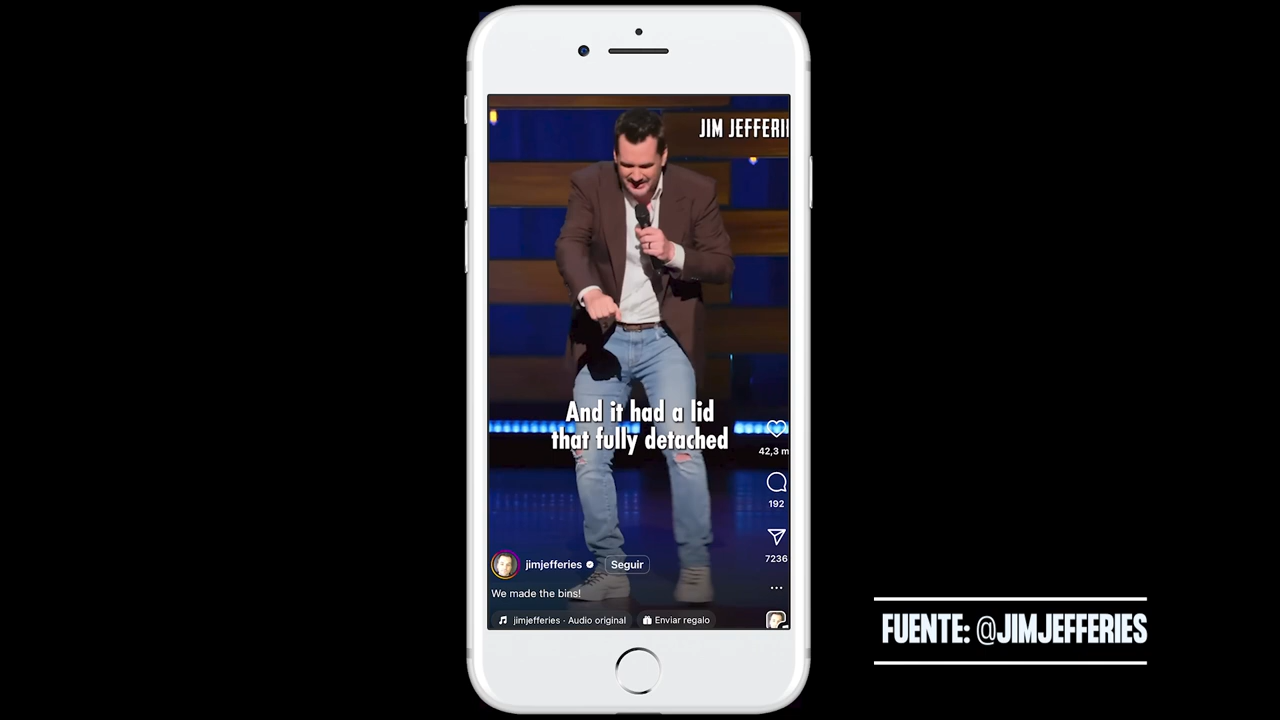 JIM JEFFERI
And it had a lid
that fully detached
42,3 m
192
7236
jimjefferies
Seguir
We made the bins!
jimjefferies · Audio original
Enviar regalo
FUENTE: @JIMJEFFERIES